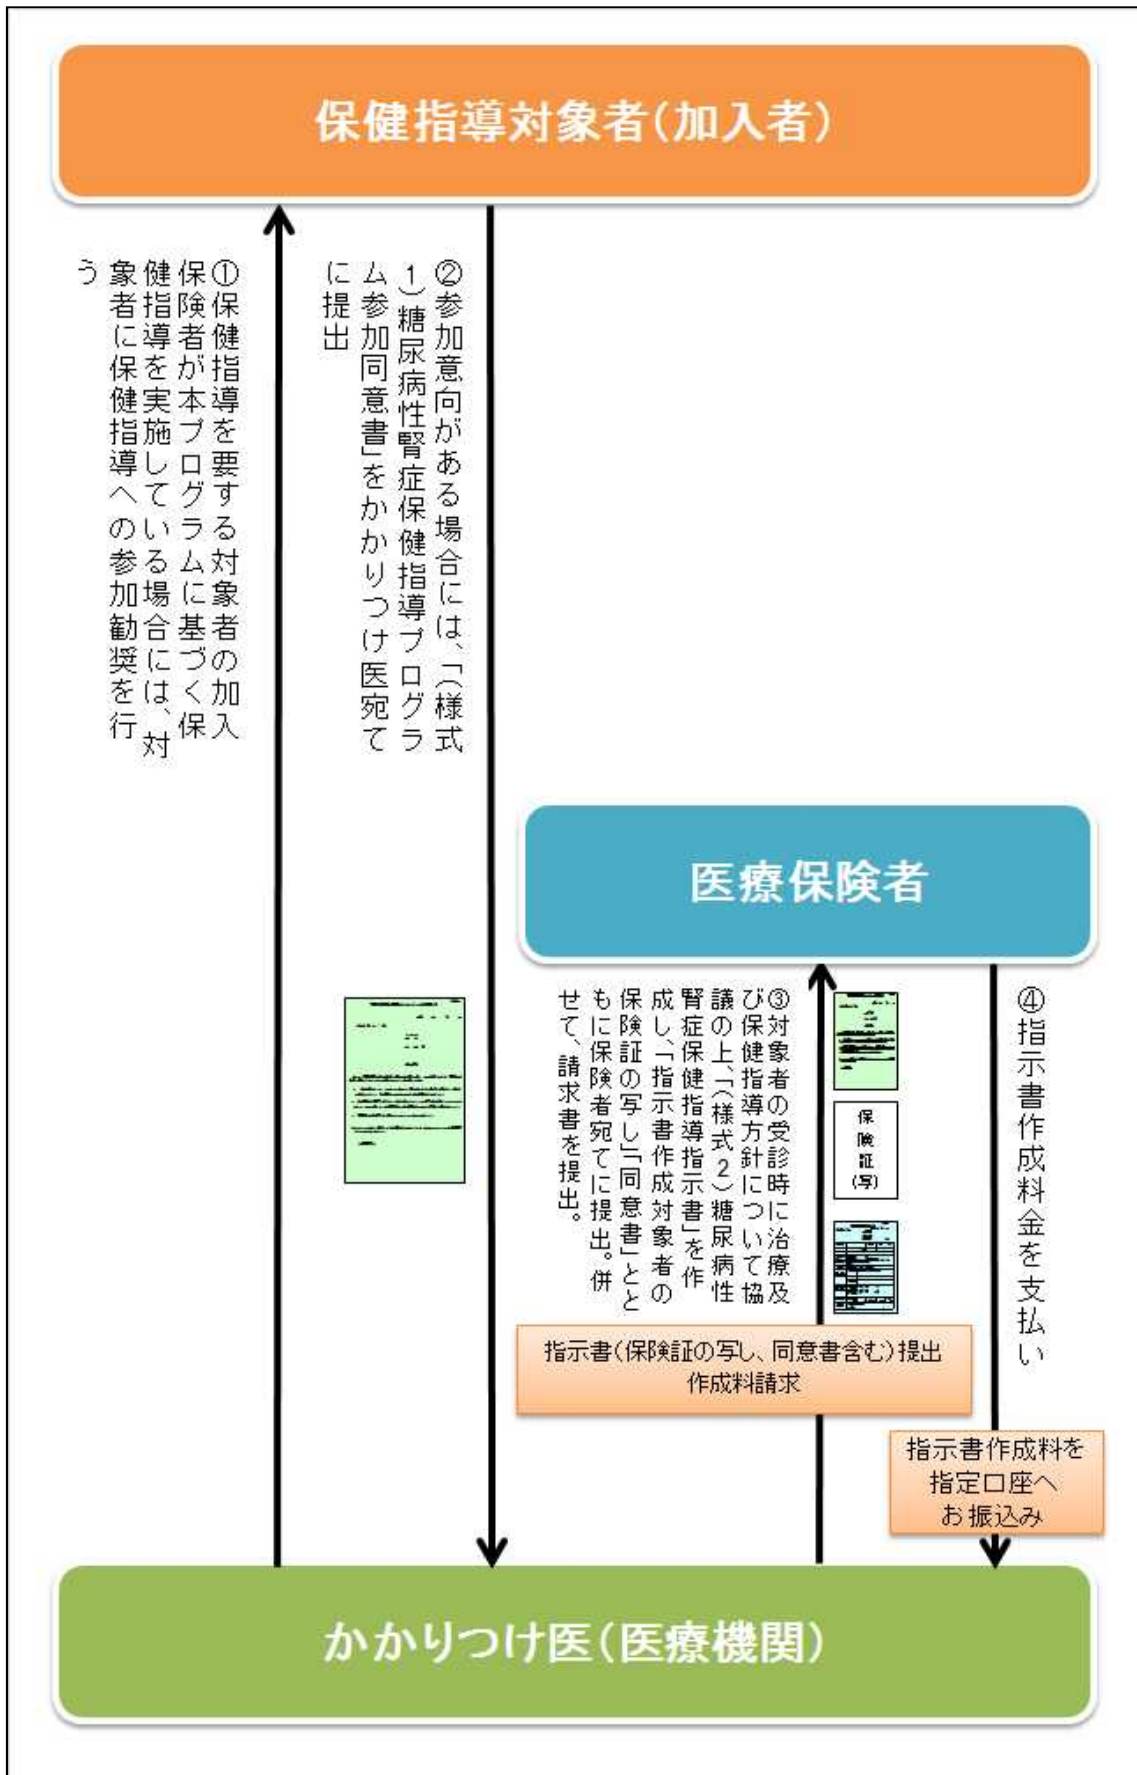 保健指導対象者（加入者）
①保健指導を要する対象者の加入
保険者が本プログラムに基づく保
健指導を実施している場合には、対
象者に保健指導への参加勧奨を行
う
②参加意向がある場合には、「（様式
1）糖尿病性腎症保健指導プログラ
ム参加同意書」をかかりつけ医宛て
に提出
医療保険者
③対象者の受診時に治療及
び保健指導方針について協
議の上、「（様式2）糖尿病性
腎症保健指導指示書」を作
成し、「指示書作成対象者の
保険証の写し」「同意書」とと
もに保険者宛てに提出。併
せて、請求書を提出。
保険証（写）
④指示書作成料金を支払い
指示書（保険証の写し、同意書含む）提出
作成料請求
指示書作成料を
指定口座へ
お振込み
かかりつけ医（医療機関）